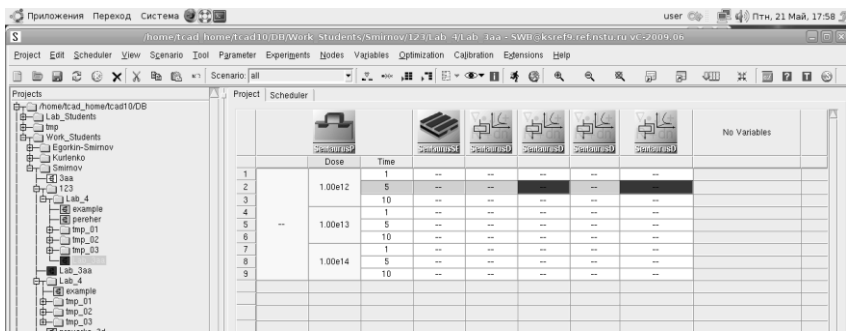 Приложения Переход Система user Птн, 21 Май, 17:58
S /home/tcad_home/tcad10/DB/Work_Students/Smirnov/123/Lab_4/Lab_3aa - SWB@ksref9.ref.nstu.ru vC-2009.06
Project Edit Scheduler View Scenario Tool Parameter Experiments Nodes Variables Optimization Calibration Extensions Help
Scenario: all
Projects
/home/tcad_home/tcad10/DB
Lab_Students
tmp
Work_Students
Egorkin-Smirnov
Kurlenko
Smirnov
3aa
123
Lab_4
example
pereher
tmp_01
tmp_02
tmp_03
Lab_3aa
Lab_4
example
tmp_01
tmp_02
tmp_03
Project Scheduler
SentaurusP SentaurusSE SentaurusD SentaurusD SentaurusD No Variables
Dose Time
1 1 -- -- -- -- --
2 1.00e12 5 -- -- -- -- --
3 10 -- -- -- -- --
4 1 -- -- -- -- --
5 -- 1.00e13 5 -- -- -- -- --
6 10 -- -- -- -- --
7 1 -- -- -- -- --
8 1.00e14 5 -- -- -- -- --
9 10 -- -- -- -- --